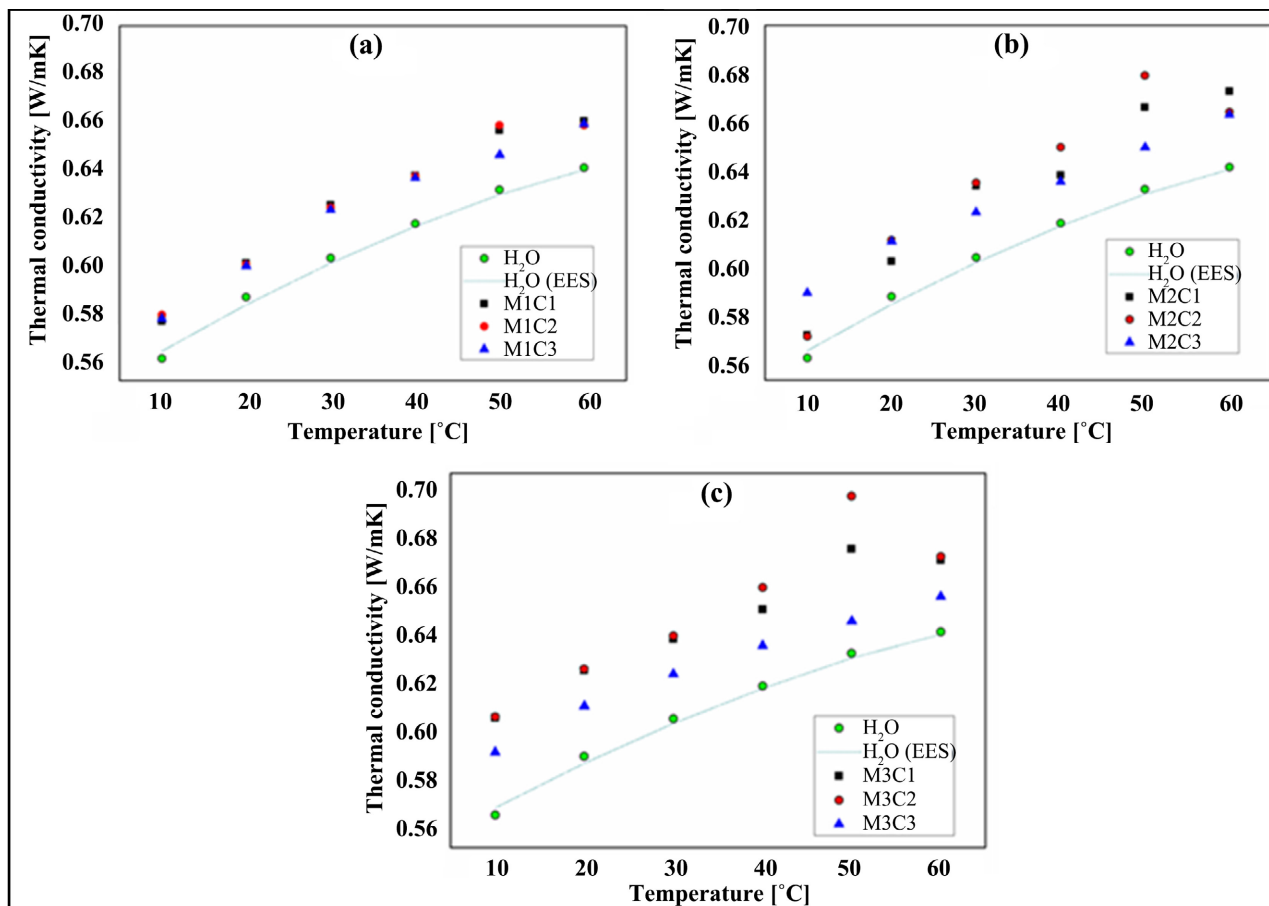 (a)
Thermal conductivity [W/mK]
0.70
0.68
0.66
0.64
0.62
0.60
0.58
0.56
H₂O
H₂O (EES)
M1C1
M1C2
M1C3
10 20 30 40 50 60
Temperature [˚C]
(b)
Thermal conductivity [W/mK]
0.70
0.68
0.66
0.64
0.62
0.60
0.58
0.56
H₂O
H₂O (EES)
M2C1
M2C2
M2C3
10 20 30 40 50 60
Temperature [˚C]
(c)
Thermal conductivity [W/mK]
0.70
0.68
0.66
0.64
0.62
0.60
0.58
0.56
H₂O
H₂O (EES)
M3C1
M3C2
M3C3
10 20 30 40 50 60
Temperature [˚C]